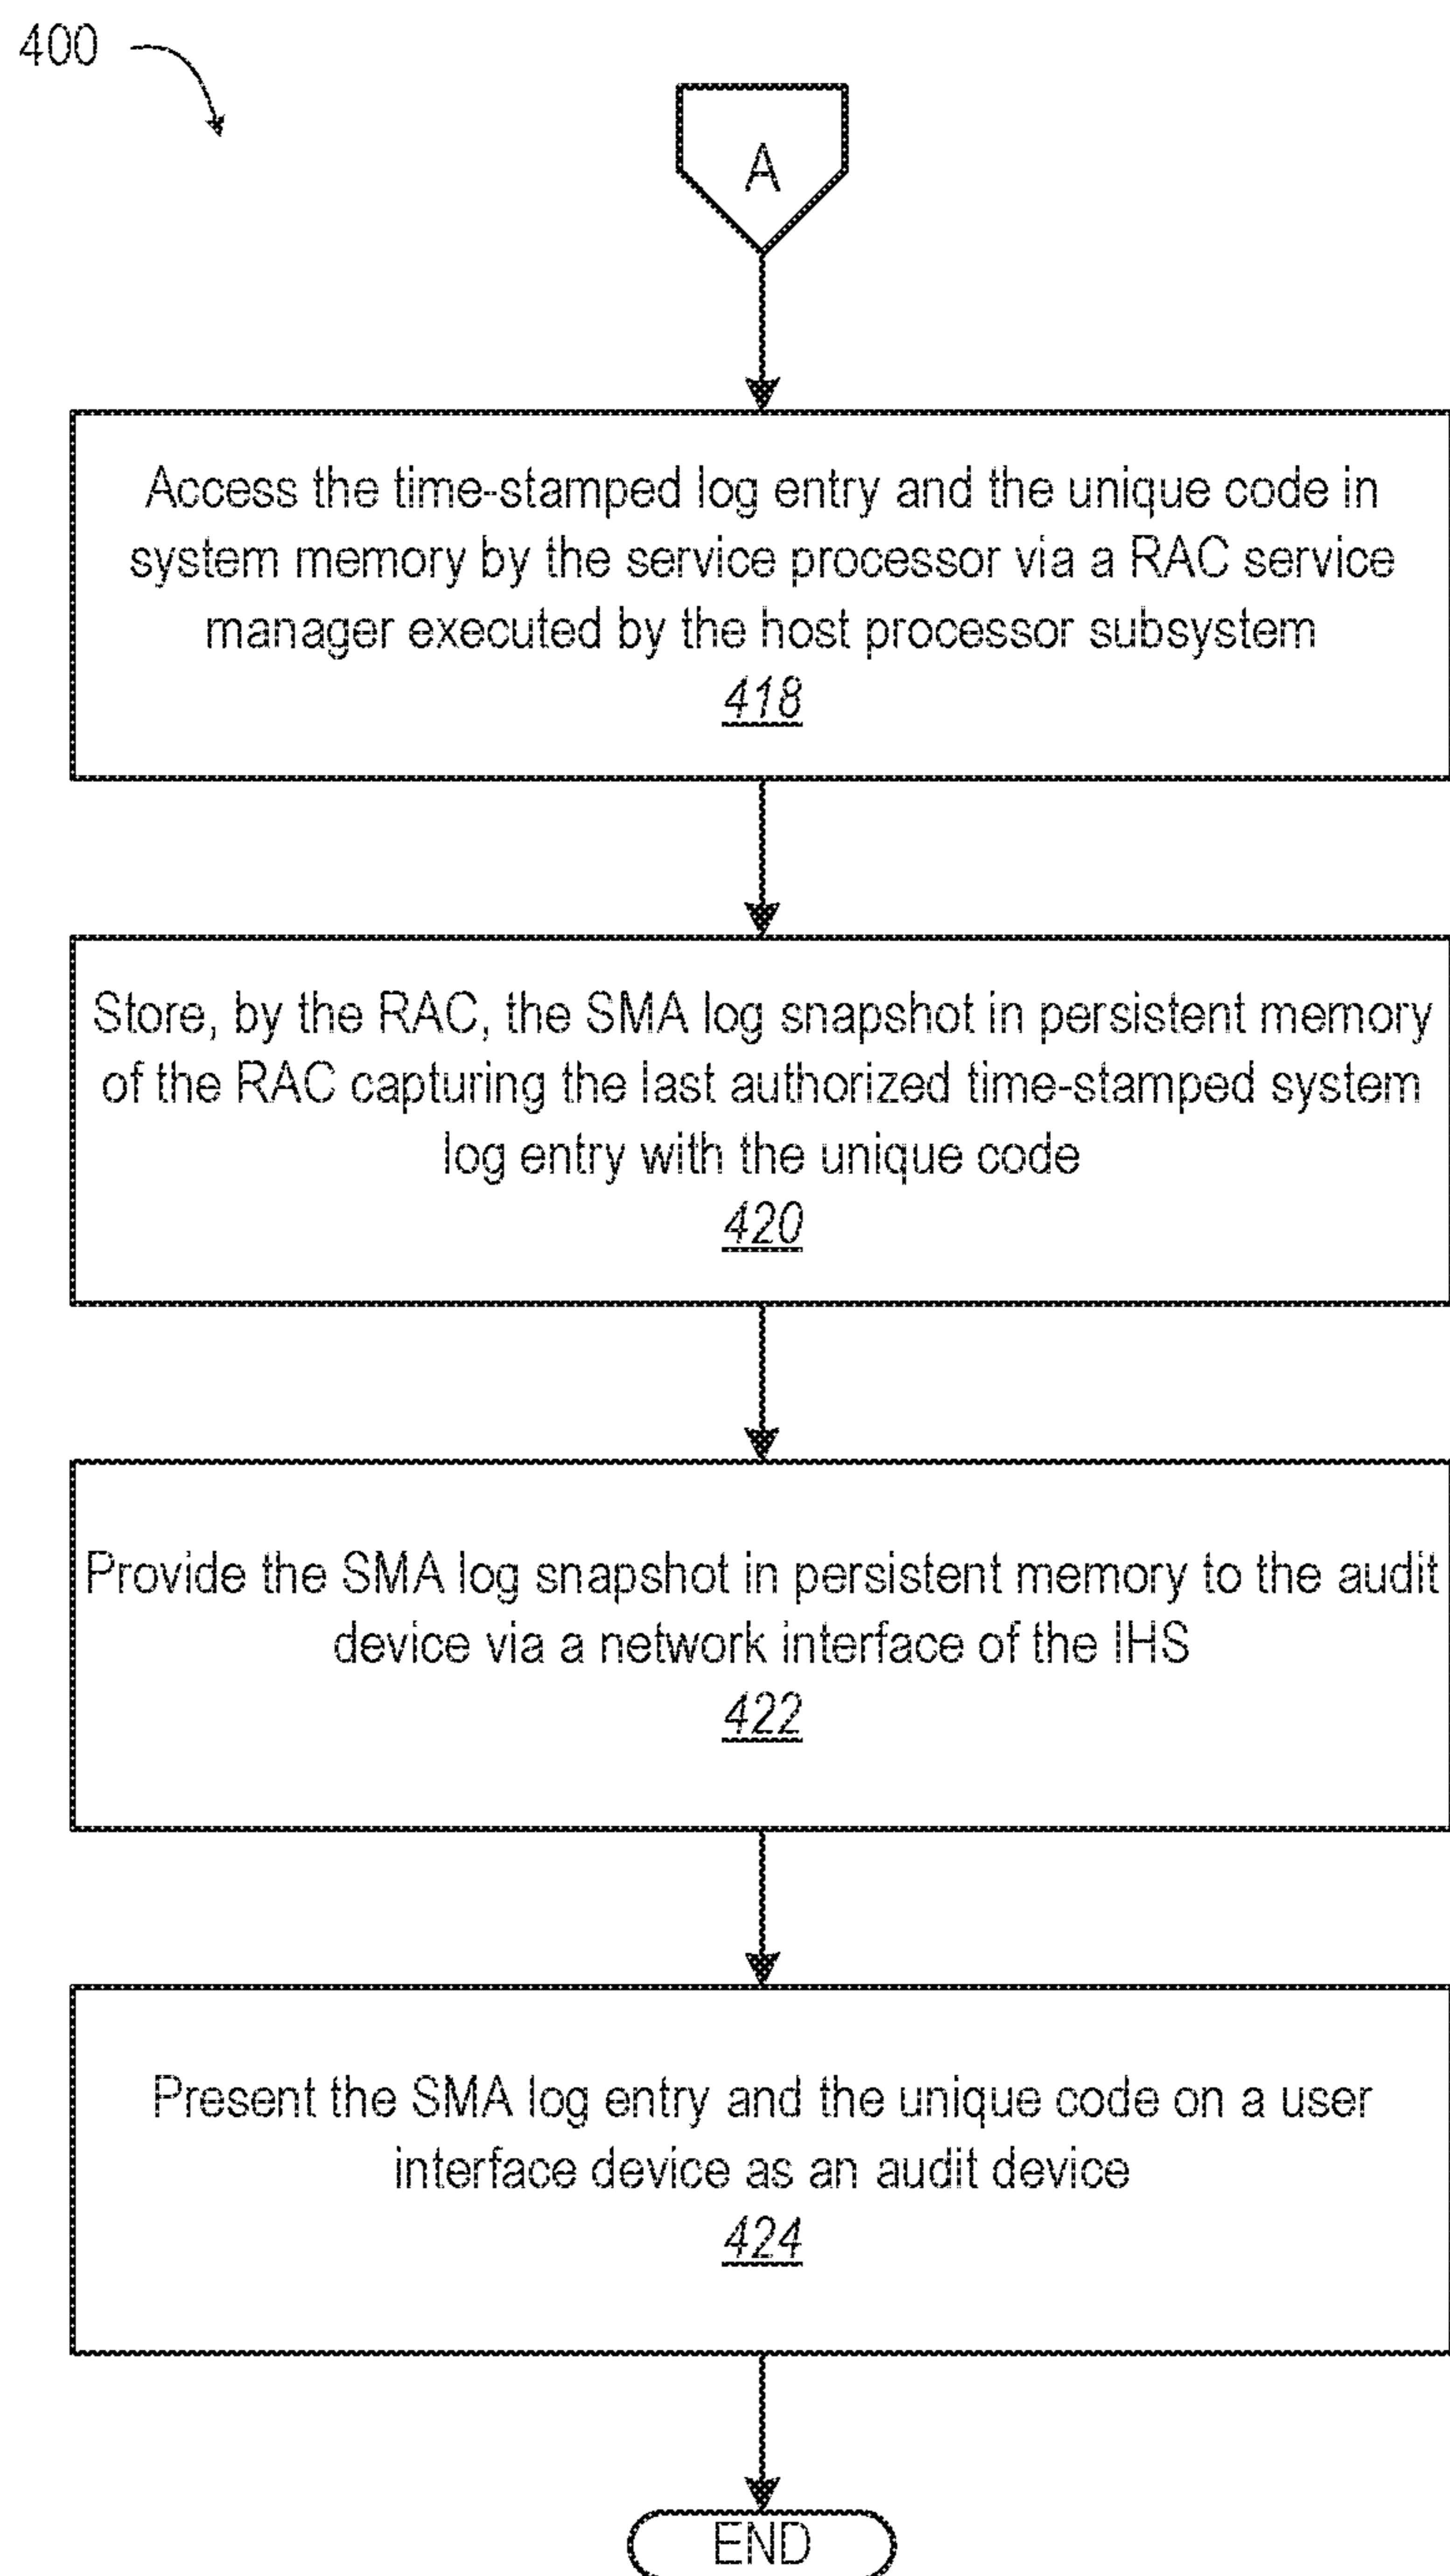 400
A
Access the time-stamped log entry and the unique code in
system memory by the service processor via a RAC service
manager executed by the host processor subsystem
418
Store, by the RAC, the SMA log snapshot in persistent memory
of the RAC capturing the last authorized time-stamped system
log entry with the unique code
420
Provide the SMA log snapshot in persistent memory to the audit
device via a network interface of the IHS
422
Present the SMA log entry and the unique code on a user
interface device as an audit device
424
END